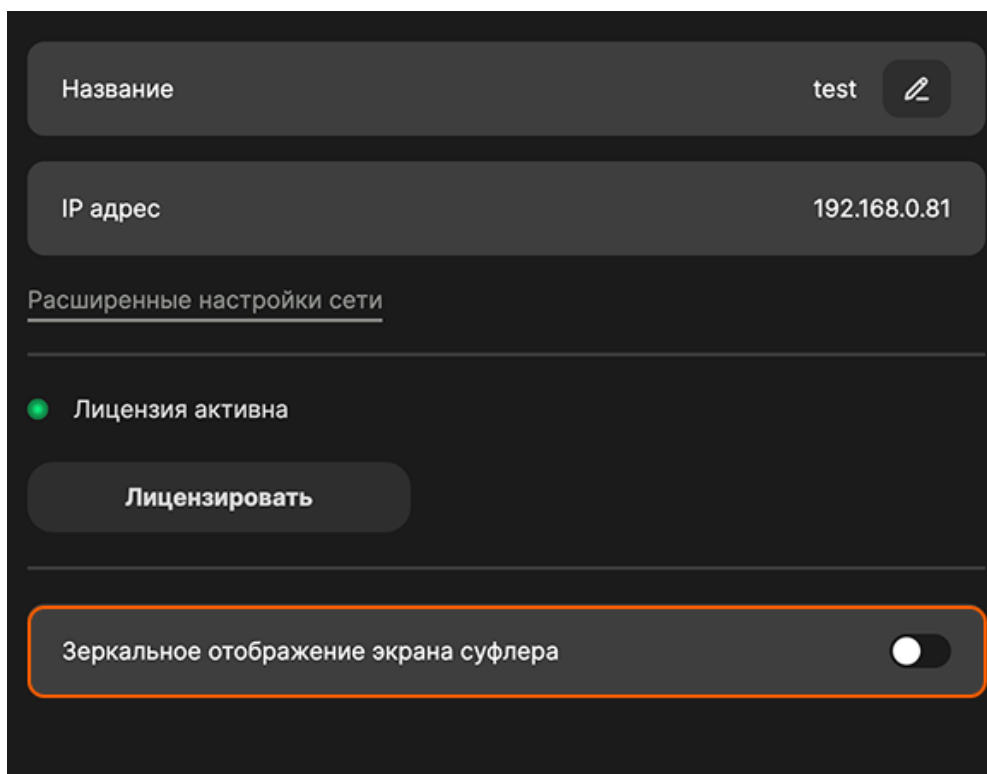 Название
test
IP адрес
192.168.0.81
Расширенные настройки сети
Лицензия активна
Лицензировать
Зеркальное отображение экрана суфлера